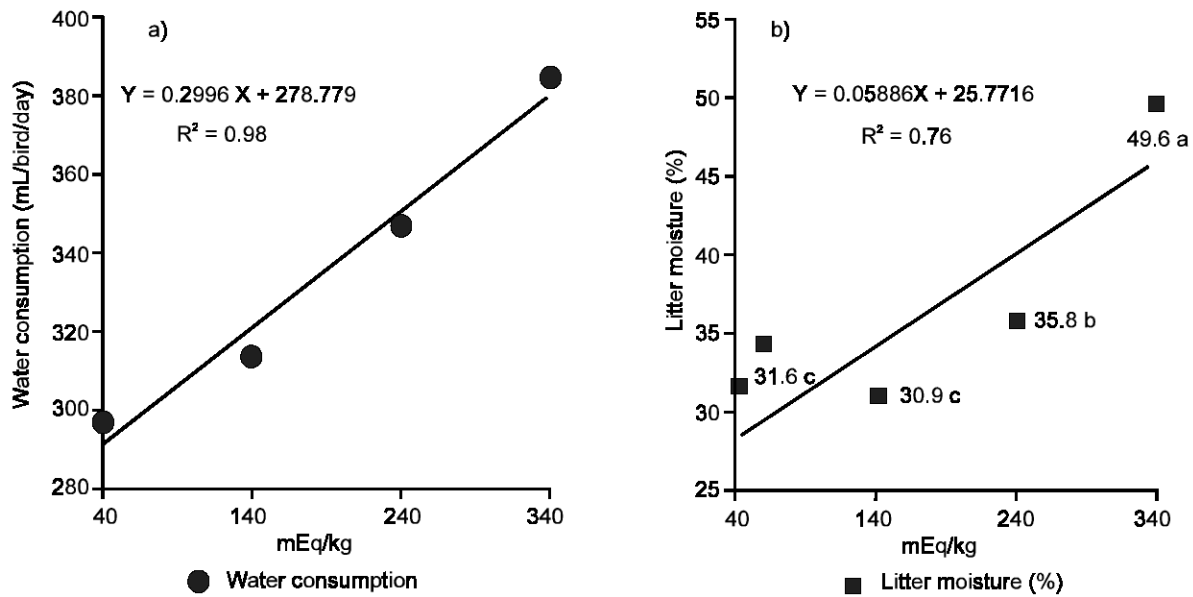 a)
Y = 0.2996 X + 278.779
R² = 0.98
Water consumption (mL/bird/day)
400
380
360
340
320
300
280
40 140 240 340
mEq/kg
Water consumption
b)
Y = 0.05886X + 25.7716
R² = 0.76
Litter moisture (%)
55
50
45
40
35
30
25
49.6 a
35.8 b
31.6 c
30.9 c
40 140 240 340
mEq/kg
Litter moisture (%)